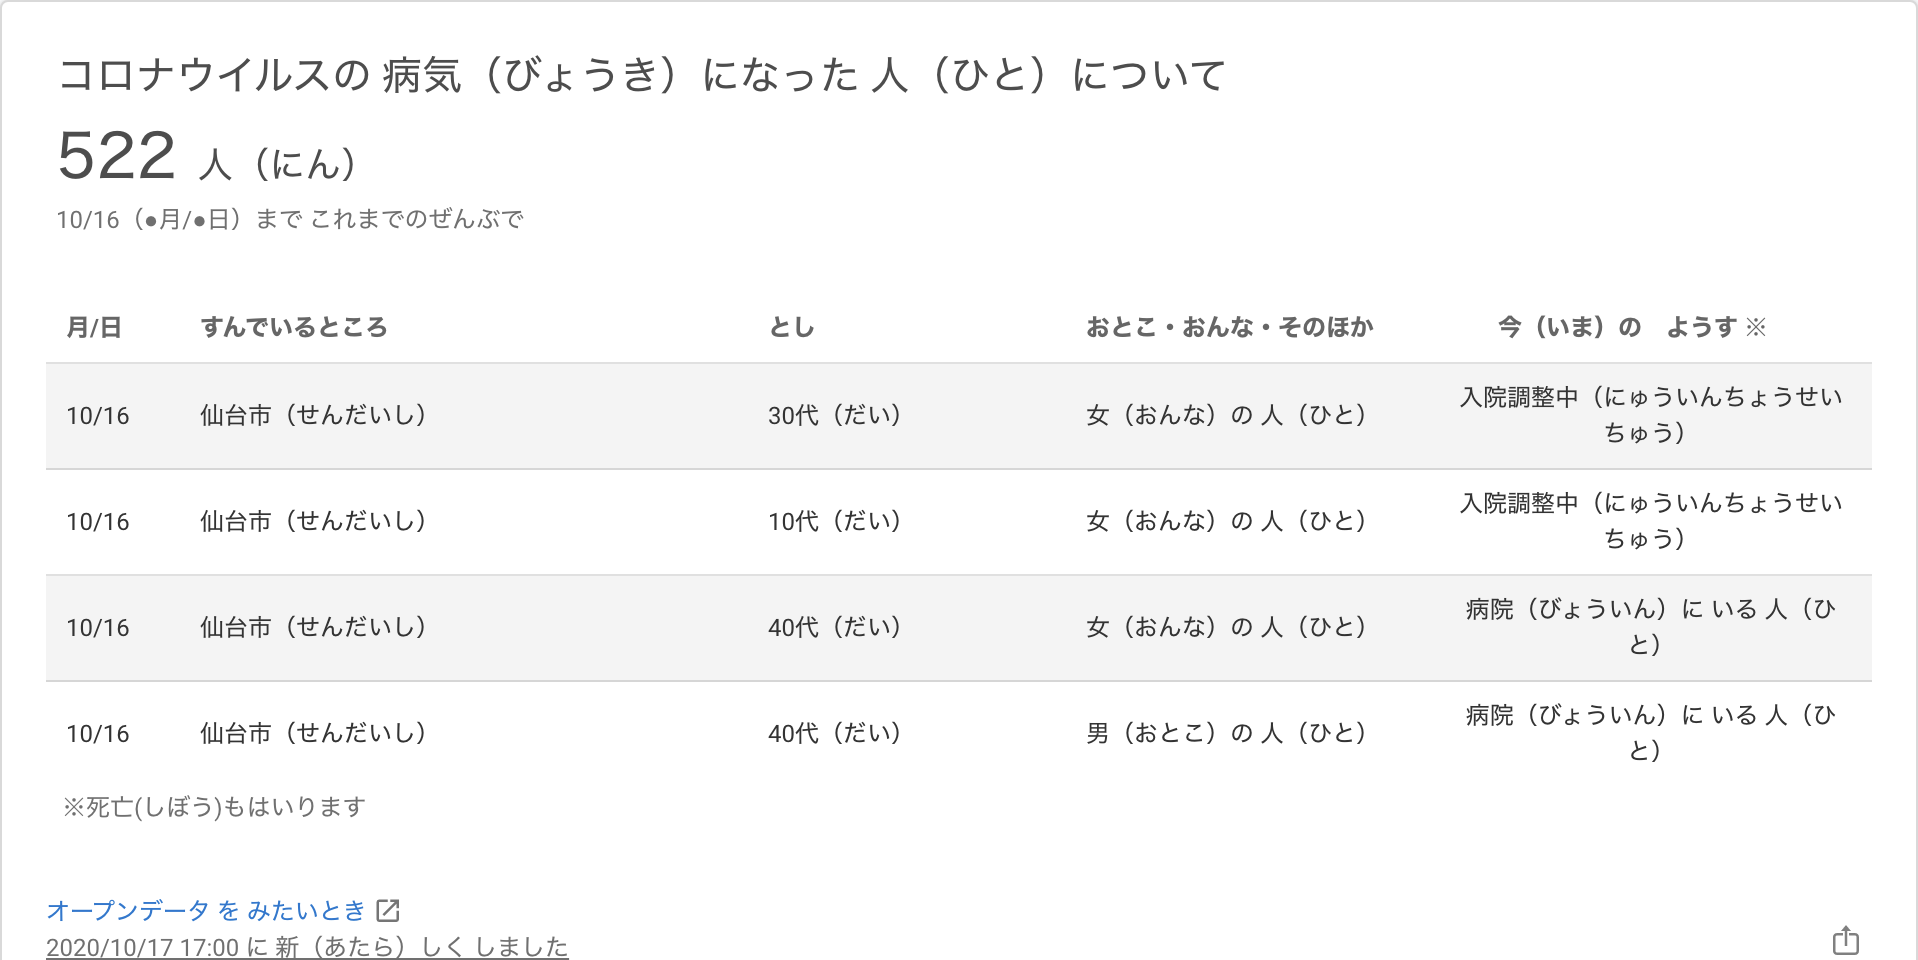 コロナウイルスの 病気（びょうき）になった 人（ひと）について
522 人（にん）
10/16（●月/●日）まで これまでのぜんぶで
月/日 すんでいるところ とし おとこ・おんな・そのほか 今（いま）の　ようす ※
10/16 仙台市（せんだいし） 30代（だい） 女（おんな）の 人（ひと） 入院調整中（にゅういんちょうせい
ちゅう）
10/16 仙台市（せんだいし） 10代（だい） 女（おんな）の 人（ひと） 入院調整中（にゅういんちょうせい
ちゅう）
10/16 仙台市（せんだいし） 40代（だい） 女（おんな）の 人（ひと） 病院（びょういん）に いる 人（ひ
と）
10/16 仙台市（せんだいし） 40代（だい） 男（おとこ）の 人（ひと） 病院（びょういん）に いる 人（ひ
と）
※死亡(しぼう)もはいります
オープンデータ を みたいとき
2020/10/17 17:00 に 新（あたら）しく しました